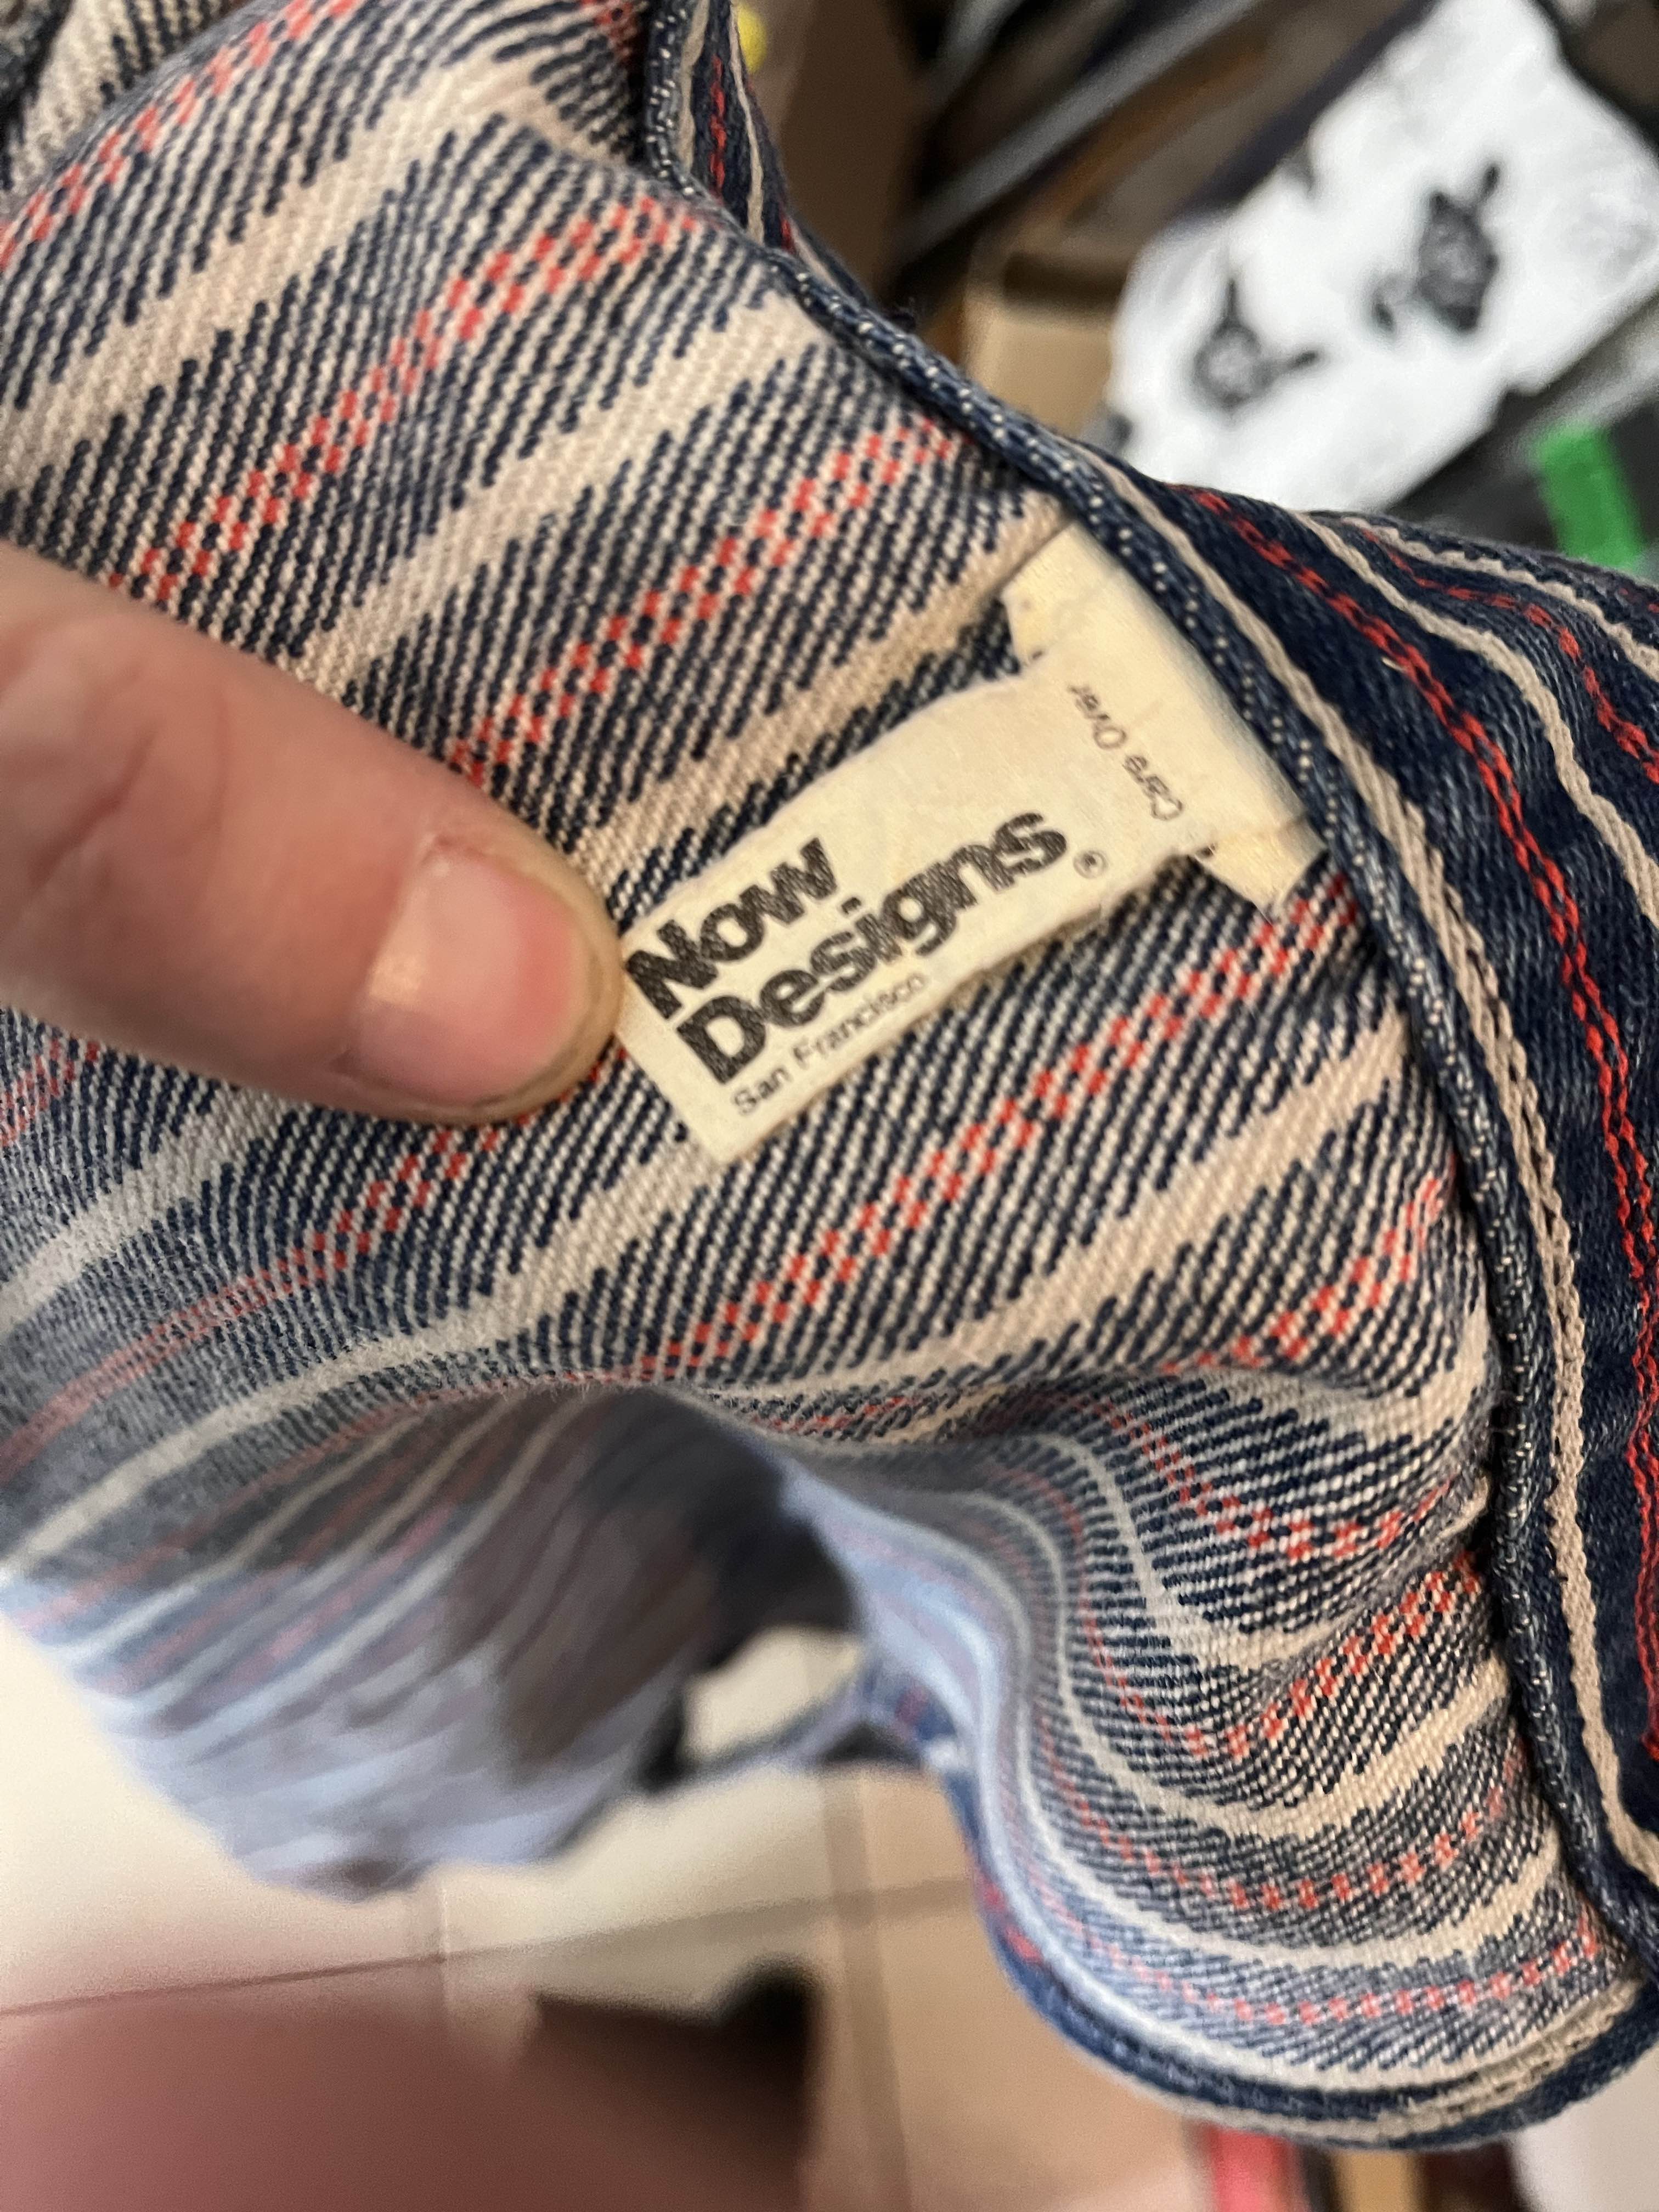 Now
Designs ®
San Francisco
Care Over